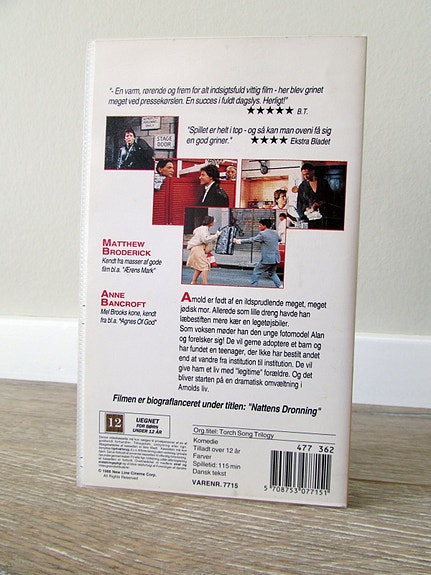 "- En varm, rørende og frem for alt indsigtsfuld vittig film - her blev grinet
meget ved pressekørslen. En succes i fuldt dagslys. Herligt!"
★★★★★ B.T.
"Spillet er helt i top - og så kan man oveni få sig
en god griner." ★★★★ Ekstra Bladet
STAGE
DOOR
MATTHEW
BRODERICK
Kendt fra masser af gode
film bl.a. "Ærens Mark"
ANNE
BANCROFT
Mel Brooks kone, kendt
fra bl.a. "Agnes Of God"
Arnold er født af en ildsprudlende meget, meget
jødisk mor. Allerede som lille dreng havde han
læbestiften mere kær en legetøjsbiler.
Som voksen møder han den unge fotomodel Alan
og forelsker sig! De vil gerne adoptere et barn og
har fundet en teenager, der ikke har bestilt andet
end at vandre fra institution til institution. De vil
give ham et liv med "legitime" forældre. Og det
bliver starten på en dramatisk omvæltning i
Arnolds liv.
Filmen er biograflanceret under titlen: "Nattens Dronning"
12
UEGNET
FOR BØRN
UNDER 12 ÅR
© 1988 New Line Cinema Corp.
All Rights Reserved.
Org.titel: Torch Song Trilogy
Komedie
Tilladt over 12 år
Farver
Spilletid: 115 min
Dansk tekst
VARENR. 7715
477 362
5 708753 077151